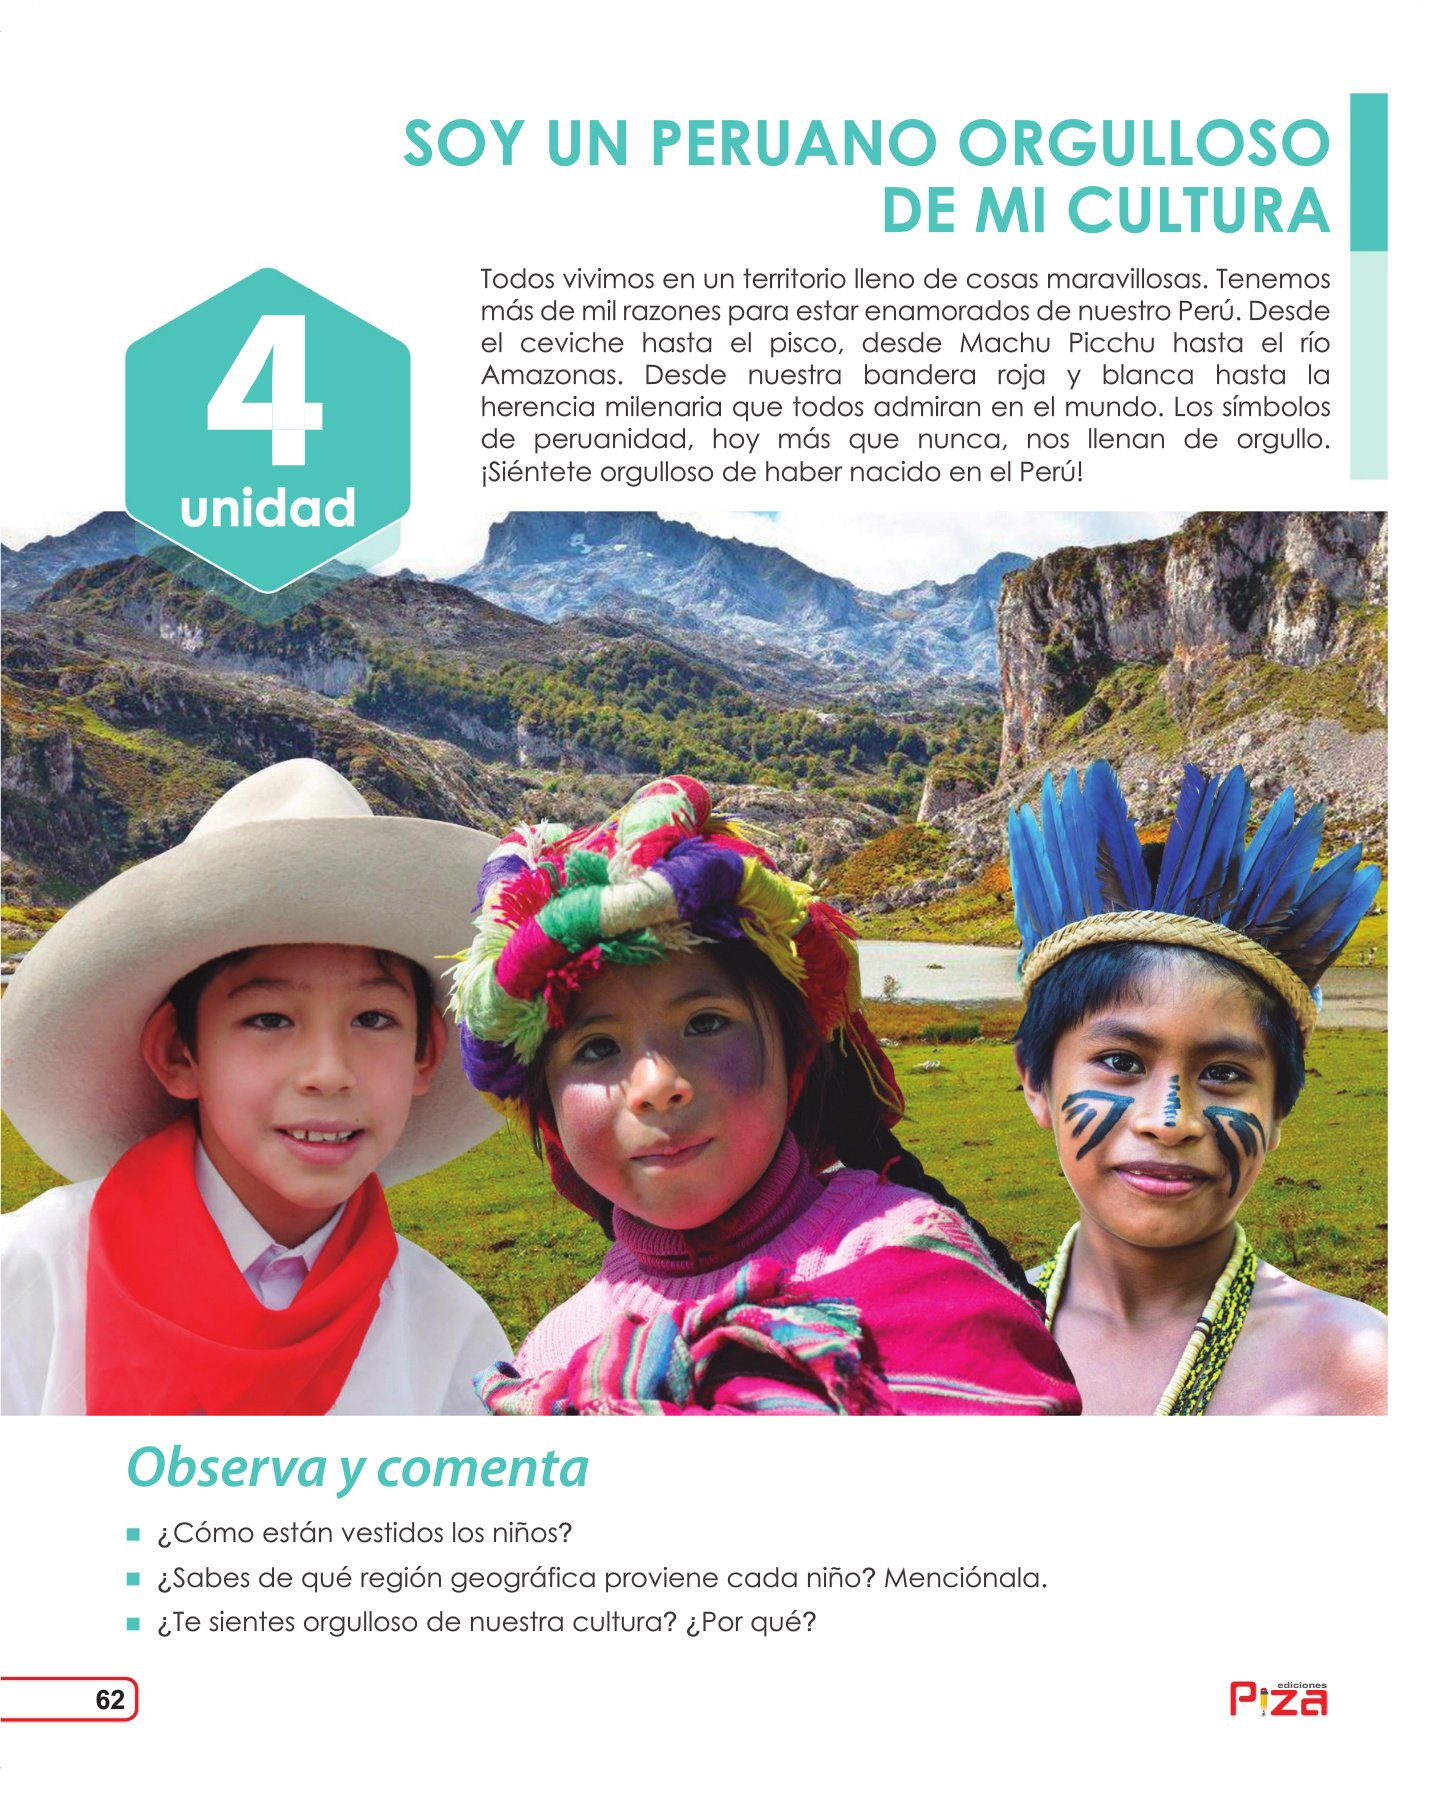 SOY UN PERUANO ORGULLOSO
DE MI CULTURA
Todos vivimos en un territorio lleno de cosas maravillosas. Tenemos
más de mil razones para estar enamorados de nuestro Perú. Desde
el ceviche hasta el pisco, desde Machu Picchu hasta el río
Amazonas. Desde nuestra bandera roja y blanca hasta la
herencia milenaria que todos admiran en el mundo. Los símbolos
de peruanidad, hoy más que nunca, nos llenan de orgullo.
¡Siéntete orgulloso de haber nacido en el Perú!
4
unidad
Observa y comenta
¿Cómo están vestidos los niños?
¿Sabes de qué región geográfica proviene cada niño? Menciónala.
¿Te sientes orgulloso de nuestra cultura? ¿Por qué?
62
ediciones
Piza